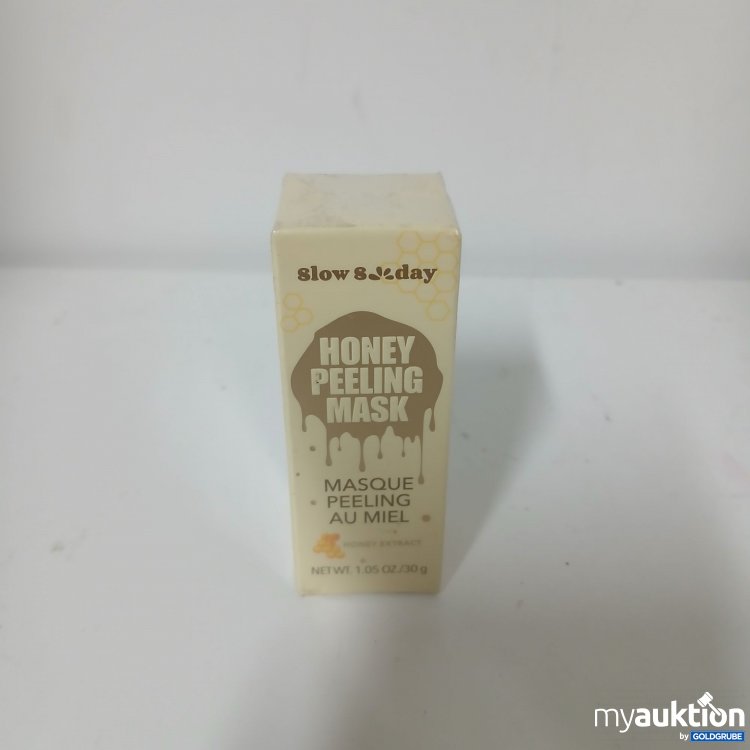 slow sunday
HONEY
PEELING
MASK
MASQUE
PEELING
AU MIEL
HONEY EXTRACT
NET WT. 1.05 OZ./30 g
myauktion
by GOLDGRUBE